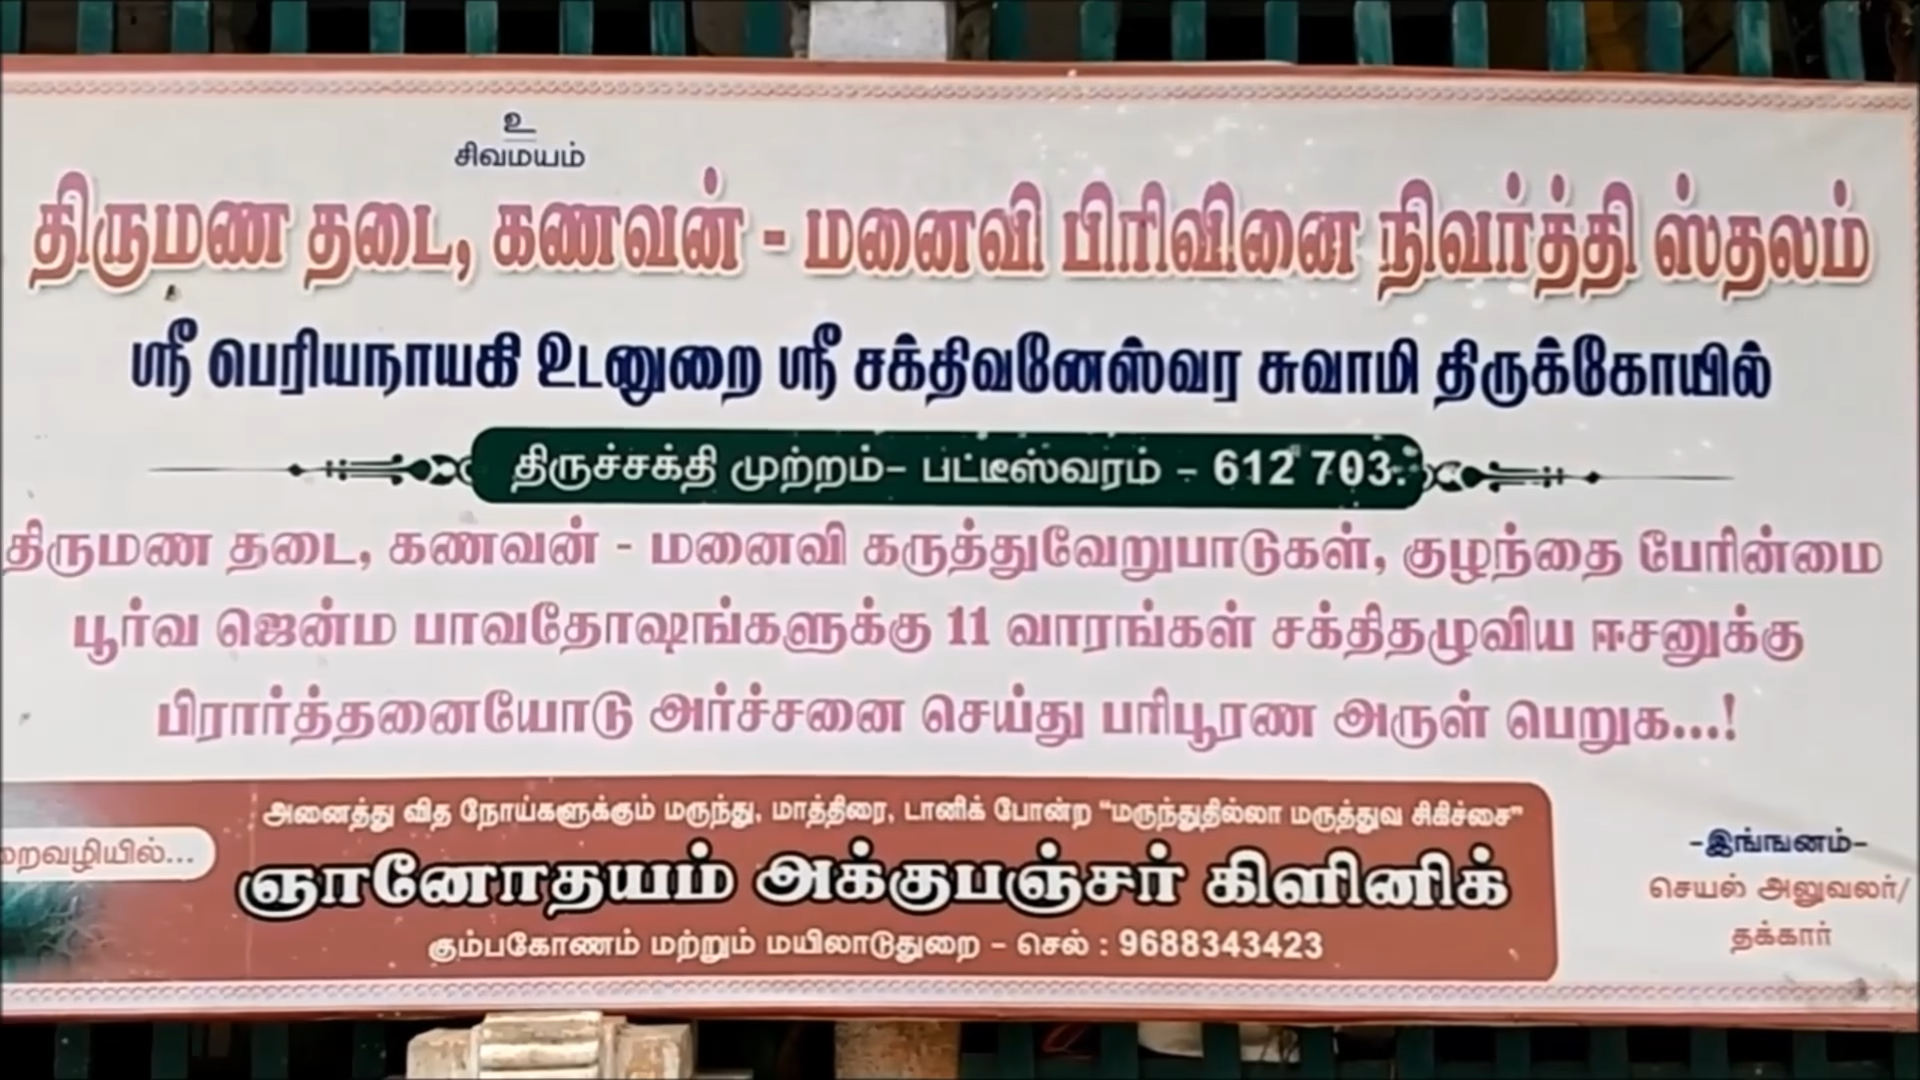 உ
சிவமயம்
திருமண தடை, கணவன் - மனைவி பிரிவினை நிவர்த்தி ஸ்தலம்
ஸ்ரீ பெரியநாயகி உடனுறை ஸ்ரீ சக்திவனேஸ்வர சுவாமி திருக்கோயில்
திருச்சக்தி முற்றம்- பட்டீஸ்வரம் - 612 703.
திருமண தடை, கணவன் - மனைவி கருத்துவேறுபாடுகள், குழந்தை பேரின்மை
பூர்வ ஜென்ம பாவதோஷங்களுக்கு 11 வாரங்கள் சக்திதழுவிய ஈசனுக்கு
பிரார்த்தனையோடு அர்ச்சனை செய்து பரிபூரண அருள் பெறுக...!
அனைத்து வித நோய்களுக்கும் மருந்து, மாத்திரை, டானிக் போன்ற "மருந்துதில்லா மருத்துவ சிகிச்சை"
றைவழியில்...
ஞானோதயம் அக்குபஞ்சர் கிளினிக்
கும்பகோணம் மற்றும் மயிலாடுதுறை - செல் : 9688343423
-இங்ஙனம்-
செயல் அலுவலர்/
தக்கார்